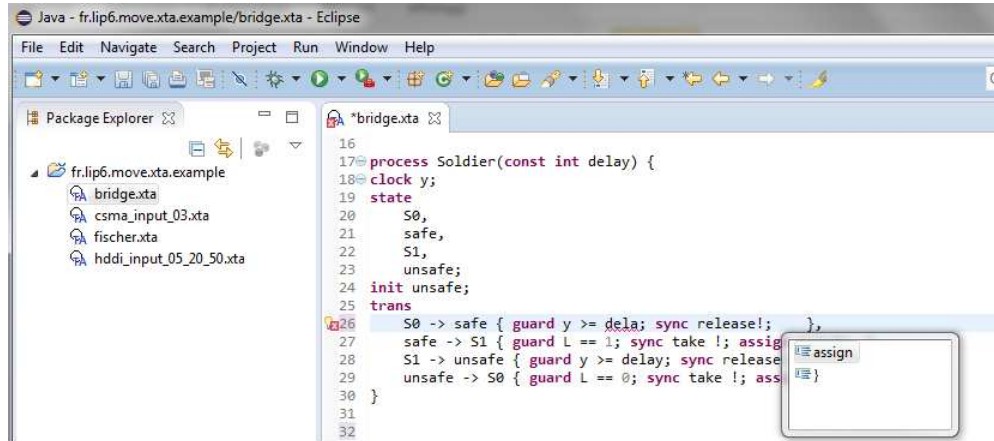 Java - fr.lip6.move.xta.example/bridge.xta - Eclipse
File Edit Navigate Search Project Run Window Help
Package Explorer
fr.lip6.move.xta.example
bridge.xta
csma_input_03.xta
fischer.xta
hddi_input_05_20_50.xta
*bridge.xta
16
17 process Soldier(const int delay) {
18 clock y;
19 state
20 S0,
21 safe,
22 S1,
23 unsafe;
24 init unsafe;
25 trans
26 S0 -> safe { guard y >= dela; sync release!; },
27 safe -> S1 { guard L == 1; sync take !; assig
28 S1 -> unsafe { guard y >= delay; sync release
29 unsafe -> S0 { guard L == 0; sync take !; ass
30 }
31
32
assign
}